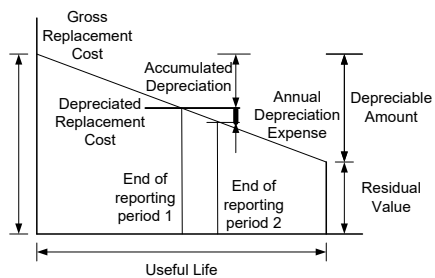 Gross
Replacement
Cost
Accumulated
Depreciation
Depreciated
Replacement
Cost
Annual
Depreciation
Expense
Depreciable
Amount
End of
reporting
period 1
End of
reporting
period 2
Residual
Value
Useful Life